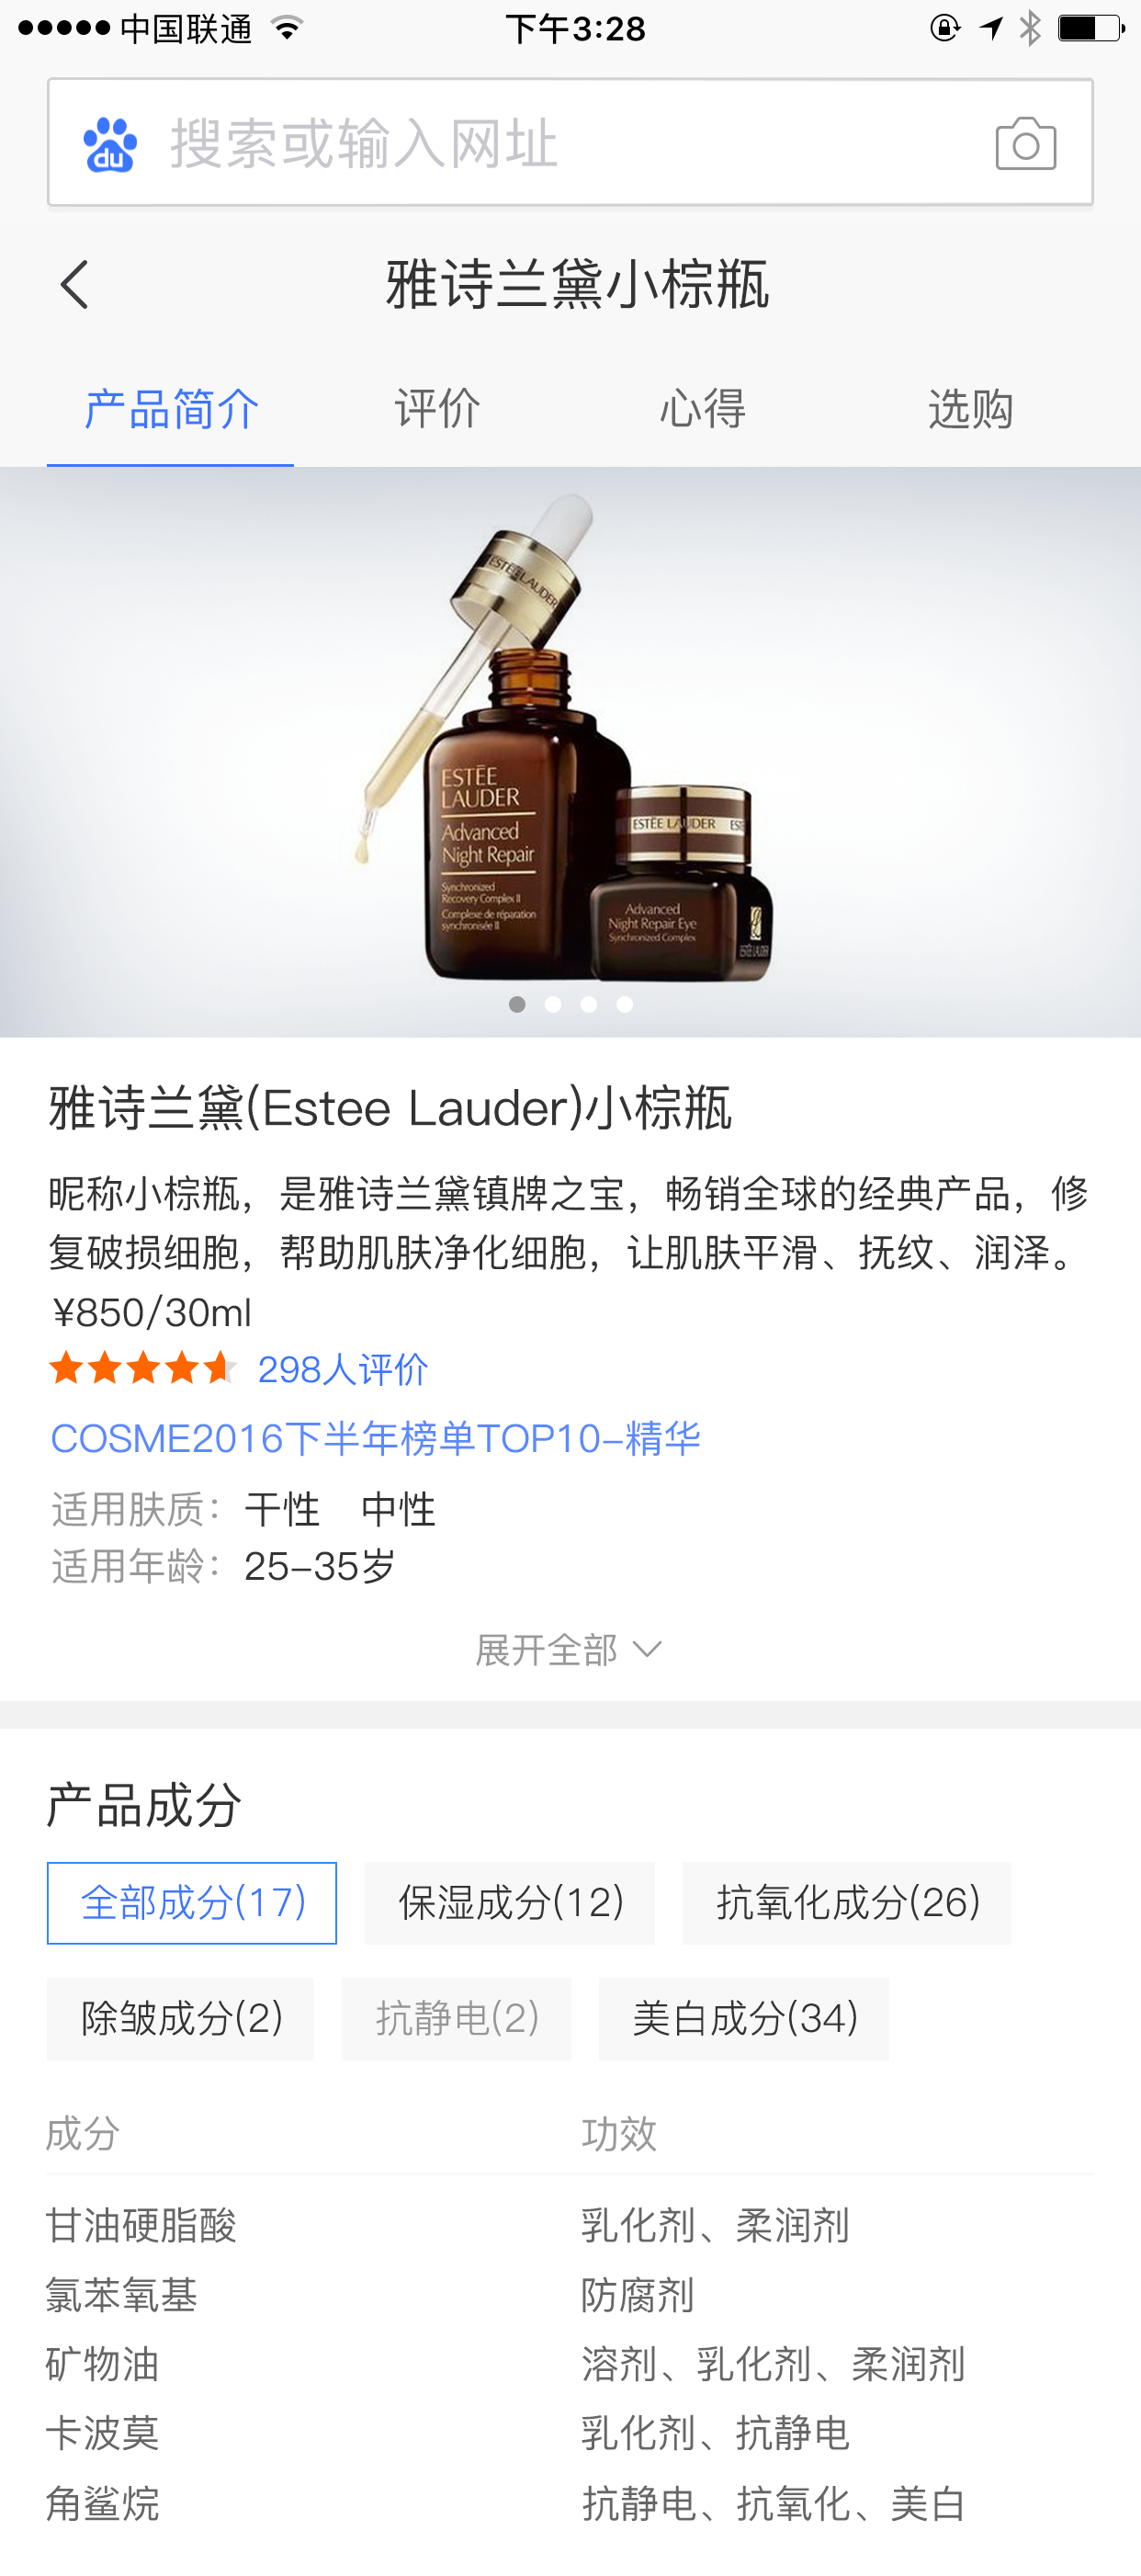 中国联通
下午3:28
du
搜索或输入网址
雅诗兰黛小棕瓶
产品简介
评价
心得
选购
ESTĒE LAUDER
ESTĒE
LAUDER
Advanced
Night Repair
Synchronized
Recovery Complex II
Complexe de réparation
synchronisée II
ESTĒE LAUDER
EST
Advanced
Night Repair Eye
Synchronized Complex
ESTĒE LAUDER
雅诗兰黛(Estee Lauder)小棕瓶
昵称小棕瓶，是雅诗兰黛镇牌之宝，畅销全球的经典产品，修
复破损细胞，帮助肌肤净化细胞，让肌肤平滑、抚纹、润泽。
¥850/30ml
298人评价
COSME2016下半年榜单TOP10-精华
适用肤质：干性 中性
适用年龄：25-35岁
展开全部
产品成分
全部成分(17)
保湿成分(12)
抗氧化成分(26)
除皱成分(2)
抗静电(2)
美白成分(34)
成分 功效
甘油硬脂酸 乳化剂、柔润剂
氯苯氧基 防腐剂
矿物油 溶剂、乳化剂、柔润剂
卡波莫 乳化剂、抗静电
角鲨烷 抗静电、抗氧化、美白